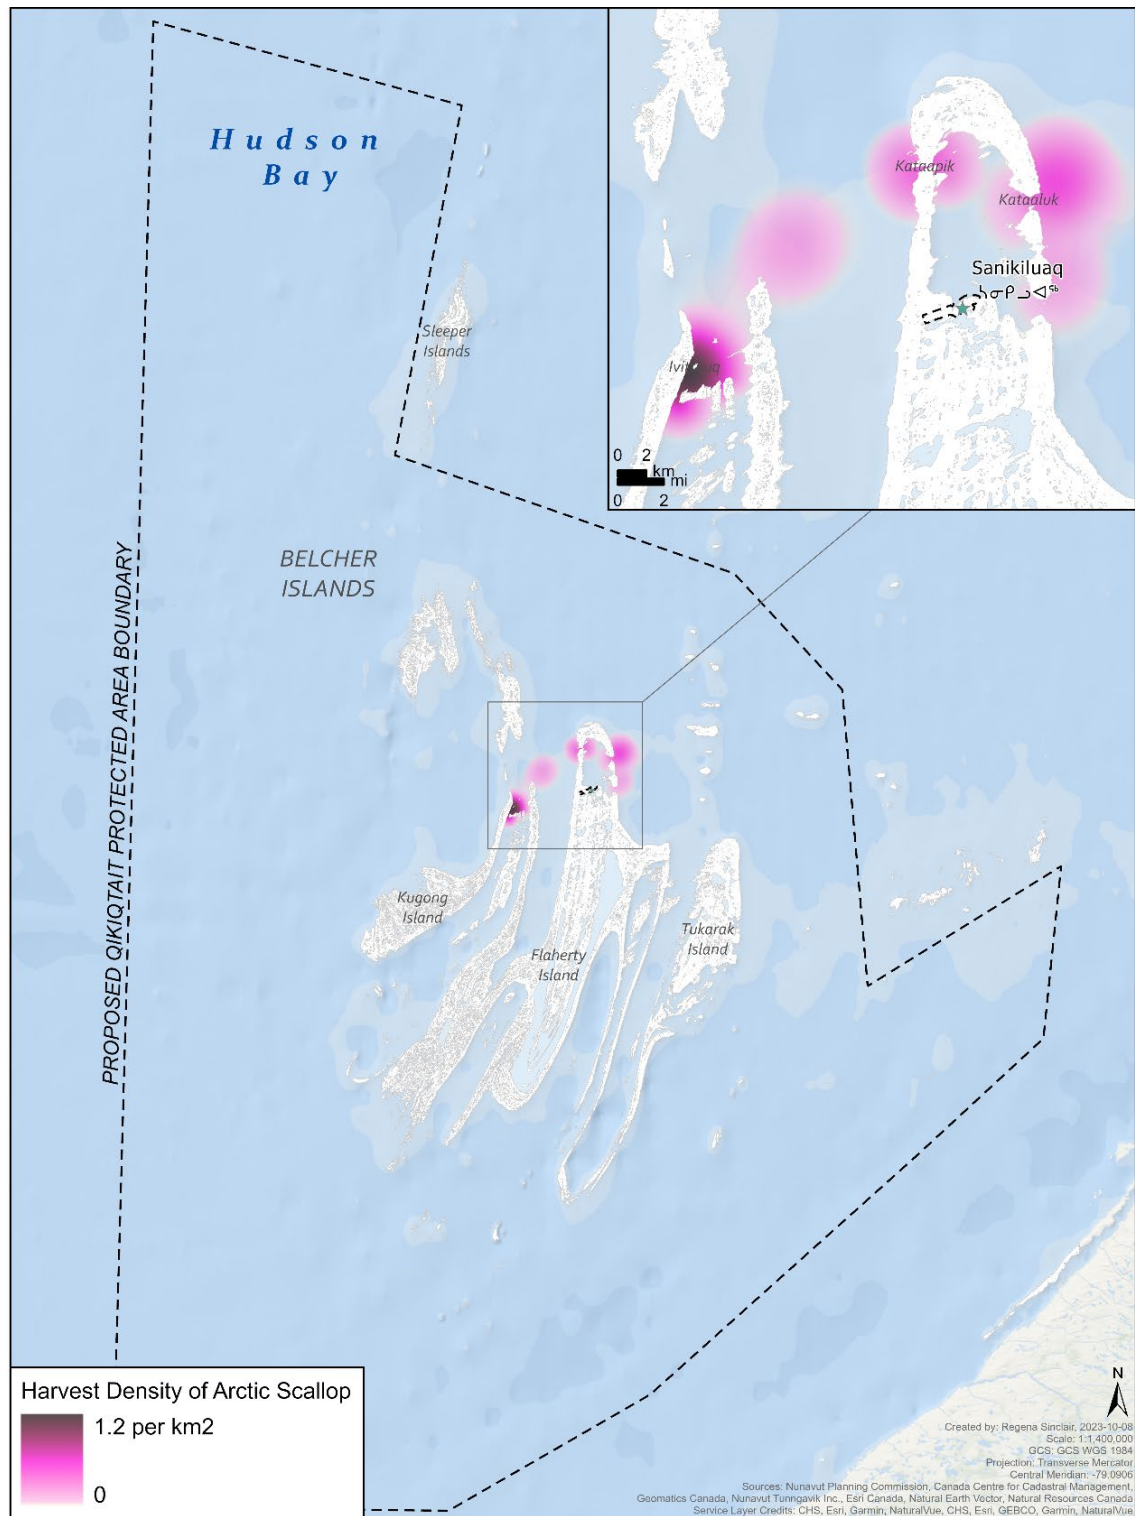 Hudson
Bay
Kataapik
Kataaluk
Sanikiluaq
ᓴᓂᑭᓗᐊᖅ
0 2
km
mi
0 2
Sleeper
Islands
BELCHER
ISLANDS
PROPOSED QIKIQTAIT PROTECTED AREA BOUNDARY
Kugong
Island
Flaherty
Island
Tukarak
Island
Harvest Density of Arctic Scallop
1.2 per km2
0
N
Created by: Regena Sinclair, 2023-10-08
Scale: 1:1,400,000
GCS: GCS WGS 1984
Projection: Transverse Mercator
Central Meridian: -79.0906
Sources: Nunavut Planning Commission, Canada Centre for Cadastral Management,
Geomatics Canada, Nunavut Tunngavik Inc., Esri Canada, Natural Earth Vector, Natural Resources Canada
Service Layer Credits: CHS, Esri, Garmin, NaturalVue, CHS, Esri, GEBCO, Garmin, NaturalVue